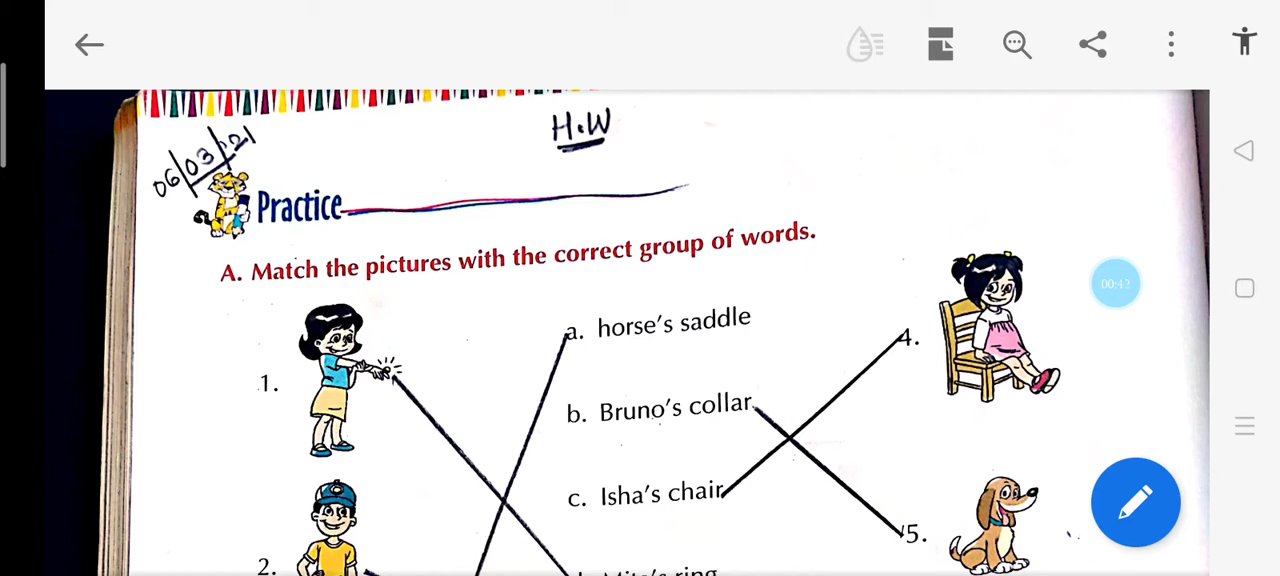 H.W
06/03/21
Practice
A. Match the pictures with the correct group of words.
a. horse's saddle
4.
00:42
1.
b. Bruno's collar
c. Isha's chair
5.
2.
ring